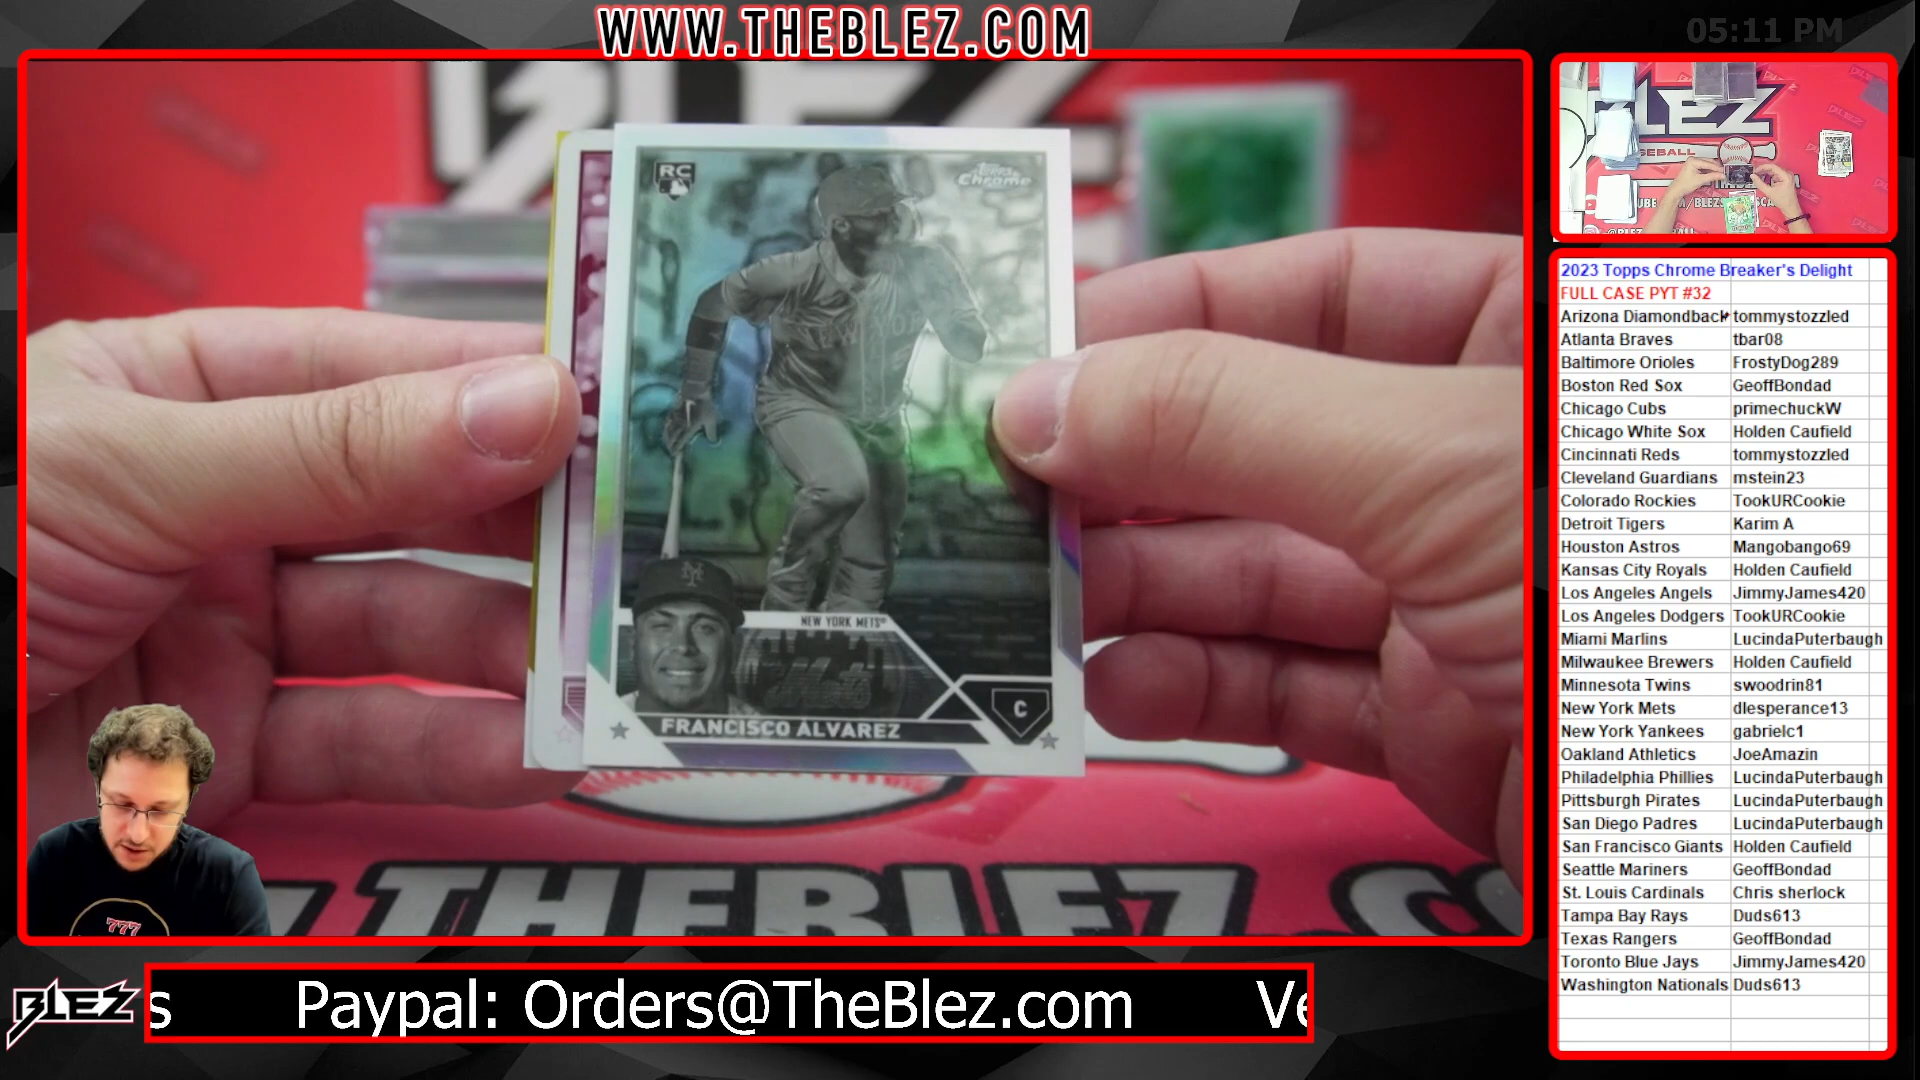 WWW.THEBLEZ.COM
05:11 PM
BLEZ
RC
Topps Chrome
NEW YORK METS
Mets
C
FRANCISCO ALVAREZ
THEBLEZ.CO
777
BLEZ
s Paypal: Orders@TheBlez.com Ve
BLEZ
2023 Topps Chrome Breaker's Delight
FULL CASE PYT #32
Arizona Diamondback tommystozzled
Atlanta Braves tbar08
Baltimore Orioles FrostyDog289
Boston Red Sox GeoffBondad
Chicago Cubs primechuckW
Chicago White Sox Holden Caufield
Cincinnati Reds tommystozzled
Cleveland Guardians mstein23
Colorado Rockies TookURCookie
Detroit Tigers Karim A
Houston Astros Mangobango69
Kansas City Royals Holden Caufield
Los Angeles Angels JimmyJames420
Los Angeles Dodgers TookURCookie
Miami Marlins LucindaPuterbaugh
Milwaukee Brewers Holden Caufield
Minnesota Twins swoodrin81
New York Mets dlesperance13
New York Yankees gabrielc1
Oakland Athletics JoeAmazin
Philadelphia Phillies LucindaPuterbaugh
Pittsburgh Pirates LucindaPuterbaugh
San Diego Padres LucindaPuterbaugh
San Francisco Giants Holden Caufield
Seattle Mariners GeoffBondad
St. Louis Cardinals Chris sherlock
Tampa Bay Rays Duds613
Texas Rangers GeoffBondad
Toronto Blue Jays JimmyJames420
Washington Nationals Duds613